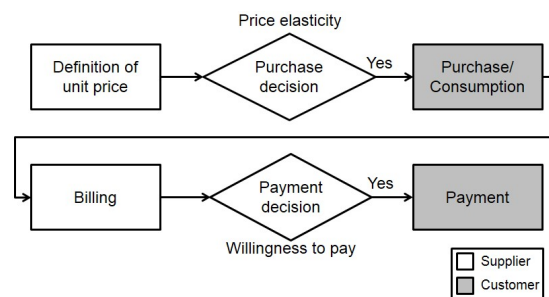 Price elasticity
Definition of
unit price
Purchase
decision
Yes
Purchase/
Consumption
Billing
Payment
decision
Yes
Payment
Willingness to pay
Supplier
Customer